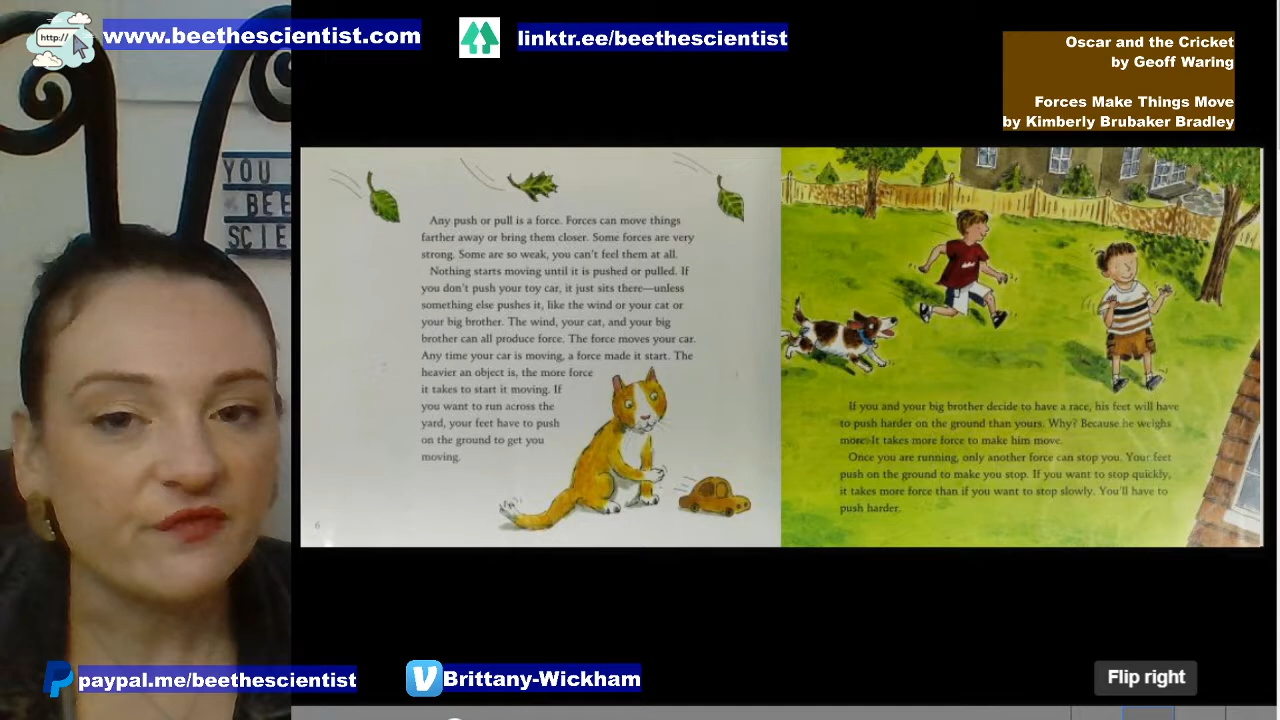 http://
www.beethescientist.com
linktr.ee/beethescientist
Oscar and the Cricket
by Geoff Waring
Forces Make Things Move
by Kimberly Brubaker Bradley
YOU
BEE
SCIE
Any push or pull is a force. Forces can move things
farther away or bring them closer. Some forces are very
strong. Some are so weak, you can't feel them at all.
Nothing starts moving until it is pushed or pulled. If
you don't push your toy car, it just sits there—unless
something else pushes it, like the wind or your cat or
your big brother. The wind, your cat, and your big
brother can all produce force. The force moves your car.
Any time your car is moving, a force made it start. The
heavier an object is, the more force
it takes to start it moving. If
you want to run across the
yard, your feet have to push
on the ground to get you
moving.
6
If you and your big brother decide to have a race, his feet will have
to push harder on the ground than yours. Why? Because he weighs
more. It takes more force to make him move.
Once you are running, only another force can stop you. Your feet
push on the ground to make you stop. If you want to stop quickly,
it takes more force than if you want to stop slowly. You'll have to
push harder.
paypal.me/beethescientist
Brittany-Wickham
Flip right